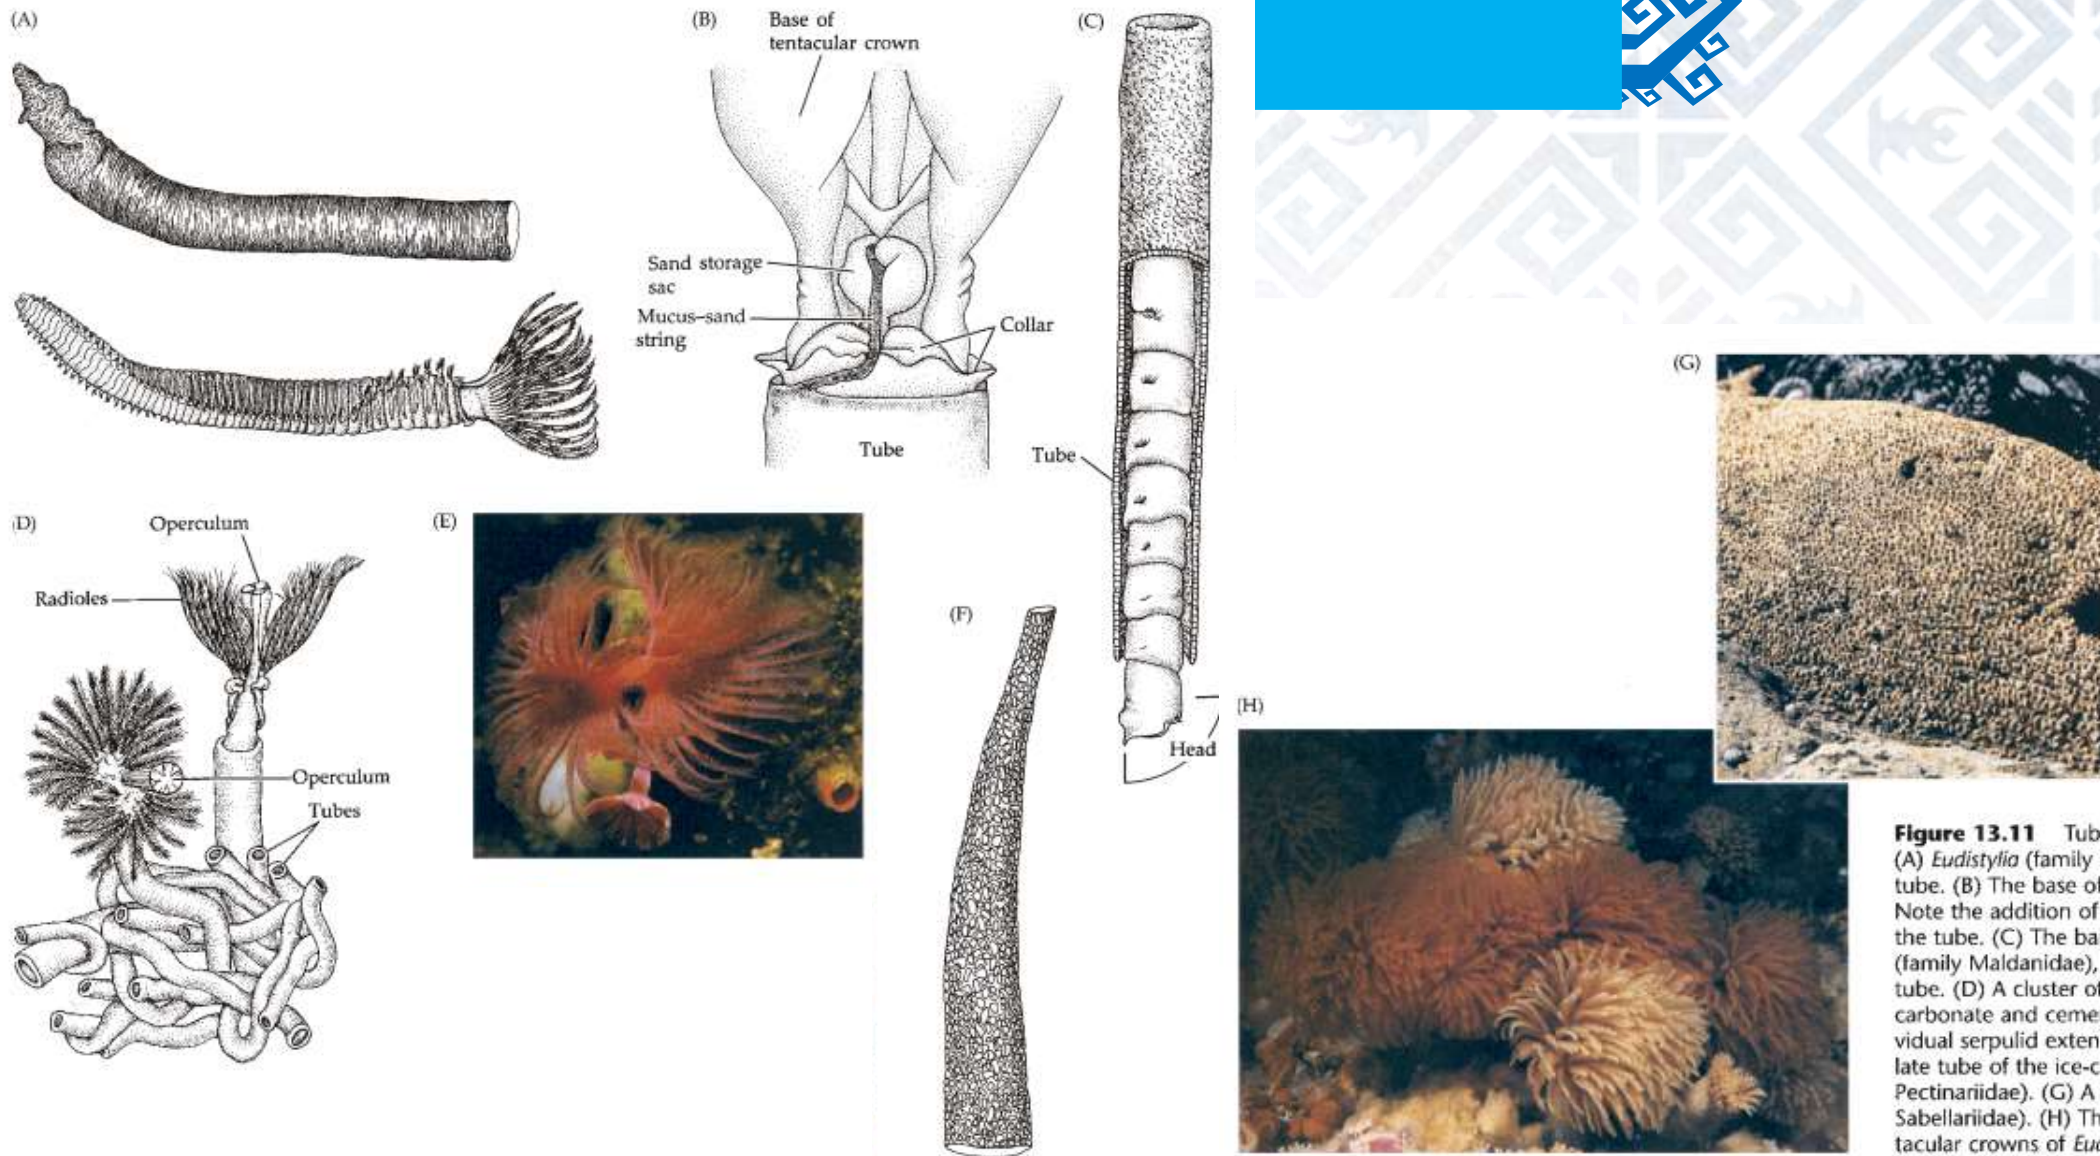 (A)
(B)
Base of
tentacular crown
(C)
Sand storage
sac
Mucus–sand
string
Collar
Tube
Tube
Head
D)
Operculum
Radioles
Operculum
Tubes
(E)
(F)
(G)
(H)
Figure 13.11 Tub
(A) Eudistylia (family
tube. (B) The base of
Note the addition of
the tube. (C) The ba
(family Maldanidae),
tube. (D) A cluster of
carbonate and ceme
vidual serpulid exten
late tube of the ice-c
Pectinariidae). (G) A
Sabellariidae). (H) Th
tacular crowns of Eud